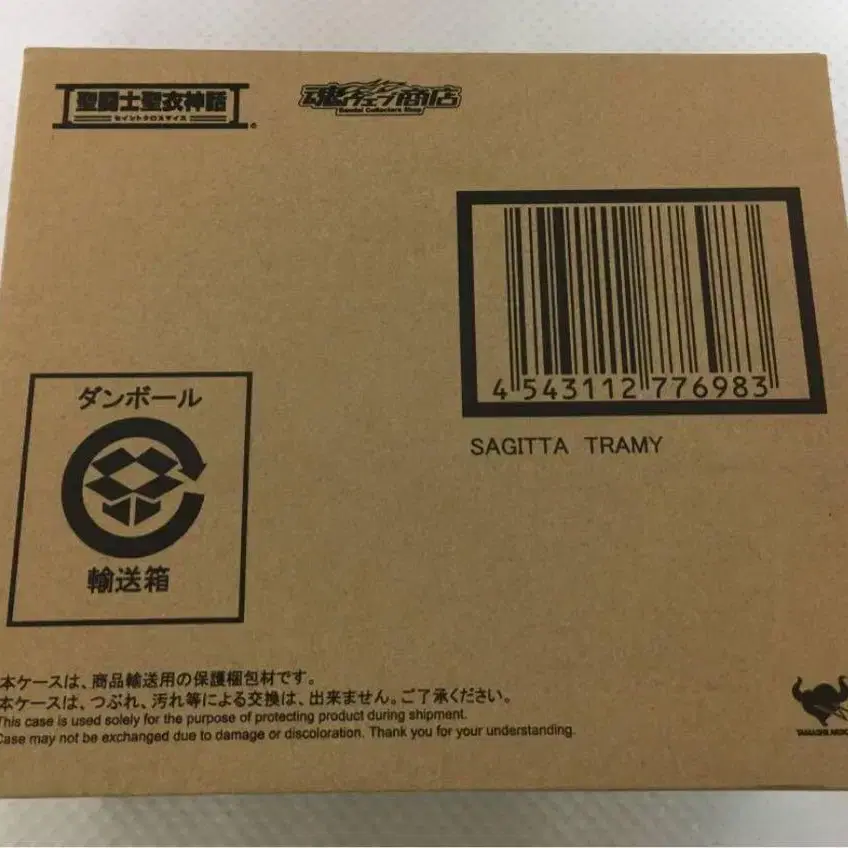 聖闘士聖衣神話
セイントクロスマイス
魂ウェブ商店
Bandai Collectors Shop
4 543112 776983
SAGITTA TRAMY
ダンボール
輸送箱
本ケースは、商品輸送用の保護梱包材です。
本ケースは、つぶれ、汚れ等による交換は、出来ません。ご了承ください。
This case is used solely for the purpose of protecting product during shipment.
Case may not be exchanged due to damage or discoloration. Thank you for your understanding.